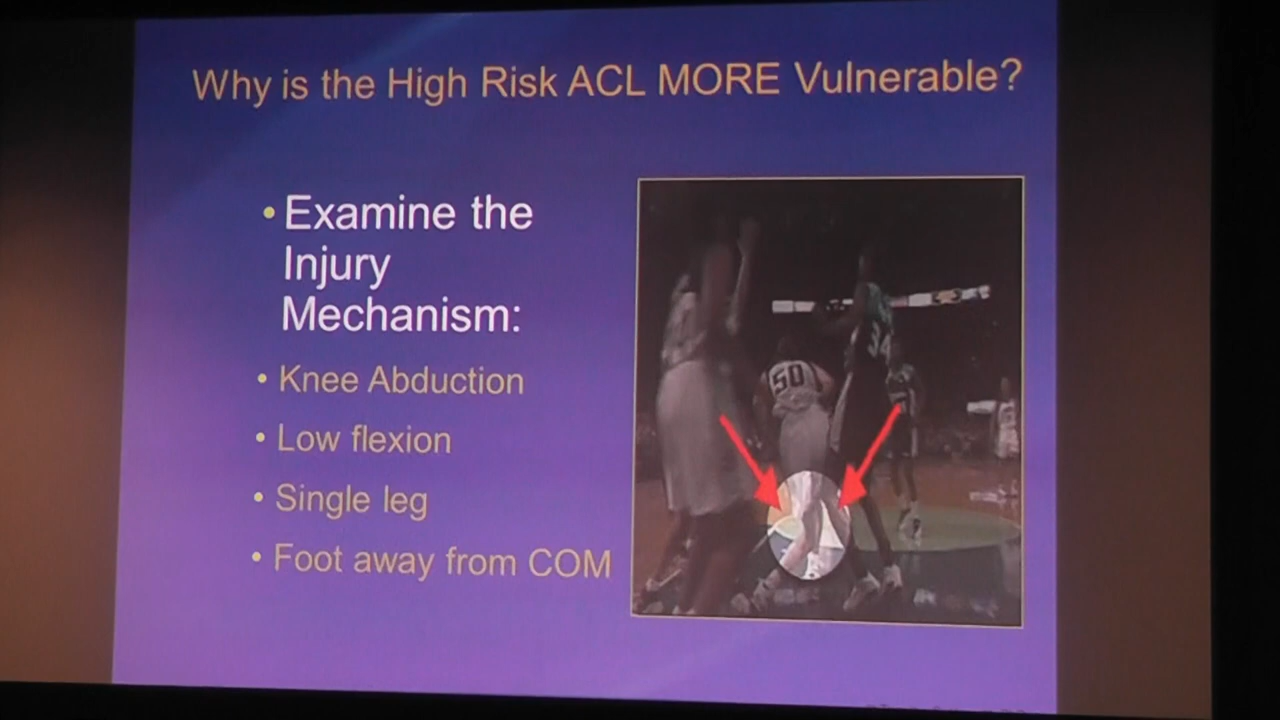 Why is the High Risk ACL MORE Vulnerable?
• Examine the
Injury
Mechanism:
• Knee Abduction
• Low flexion
• Single leg
• Foot away from COM
50
34